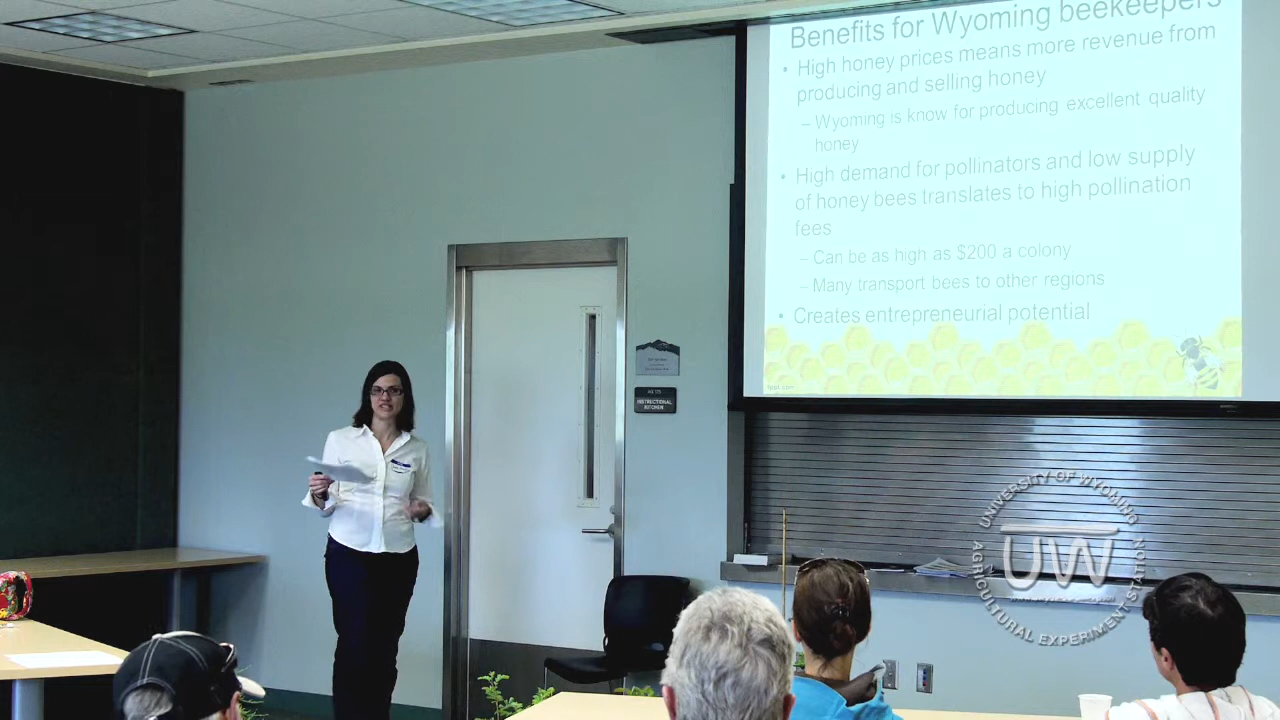 Benefits for Wyoming beekeepers
• High honey prices means more revenue from
producing and selling honey
– Wyoming is know for producing excellent quality
honey
• High demand for pollinators and low supply
of honey bees translates to high pollination
fees
– Can be as high as $200 a colony
– Many transport bees to other regions
• Creates entrepreneurial potential
INSTRUCTIONAL
KITCHEN
UNIVERSITY OF WYOMING
UW
AGRICULTURAL EXPERIMENT STATION